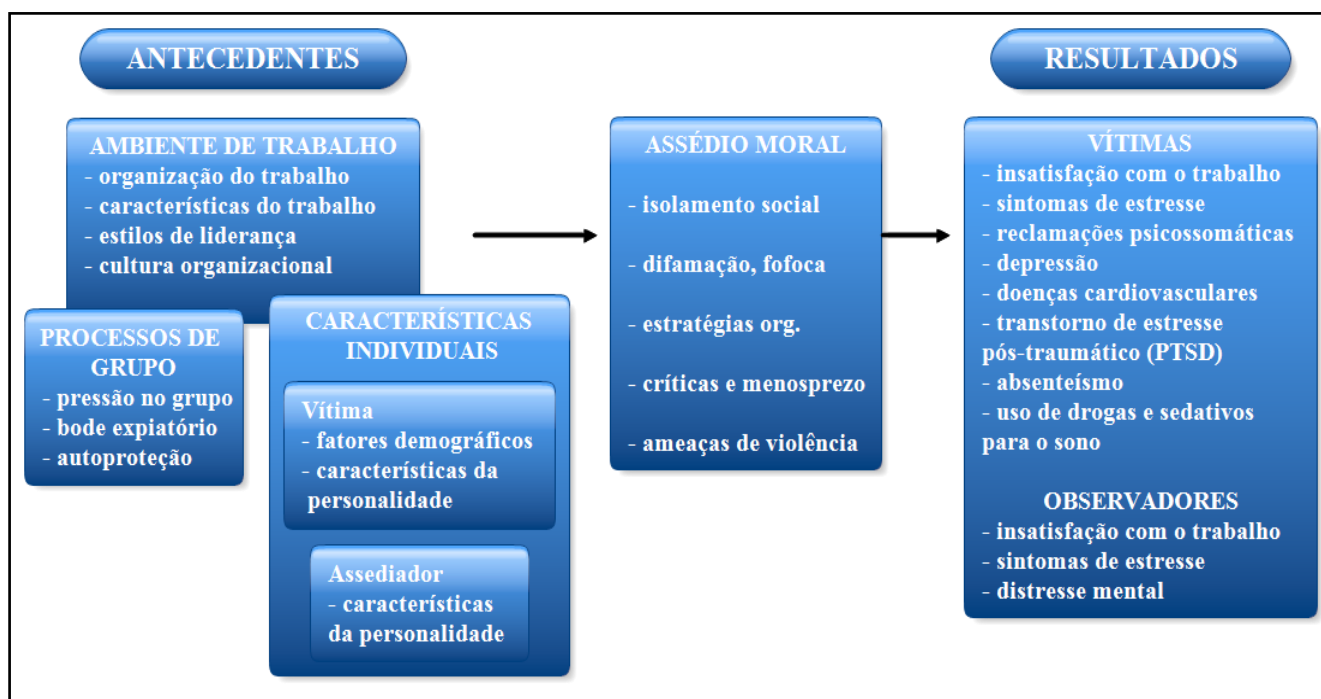 ANTECEDENTES
AMBIENTE DE TRABALHO
- organização do trabalho
- características do trabalho
- estilos de liderança
- cultura organizacional
PROCESSOS DE
GRUPO
- pressão no grupo
- bode expiatório
- autoproteção
CARACTERÍSTICAS
INDIVIDUAIS
Vítima
- fatores demográficos
- características da
personalidade
Assediador
- características
da personalidade
ASSÉDIO MORAL
- isolamento social
- difamação, fofoca
- estratégias org.
- críticas e menosprezo
- ameaças de violência
RESULTADOS
VÍTIMAS
- insatisfação com o trabalho
- sintomas de estresse
- reclamações psicossomáticas
- depressão
- doenças cardiovasculares
- transtorno de estresse
pós-traumático (PTSD)
- absenteísmo
- uso de drogas e sedativos
para o sono
OBSERVADORES
- insatisfação com o trabalho
- sintomas de estresse
- distresse mental